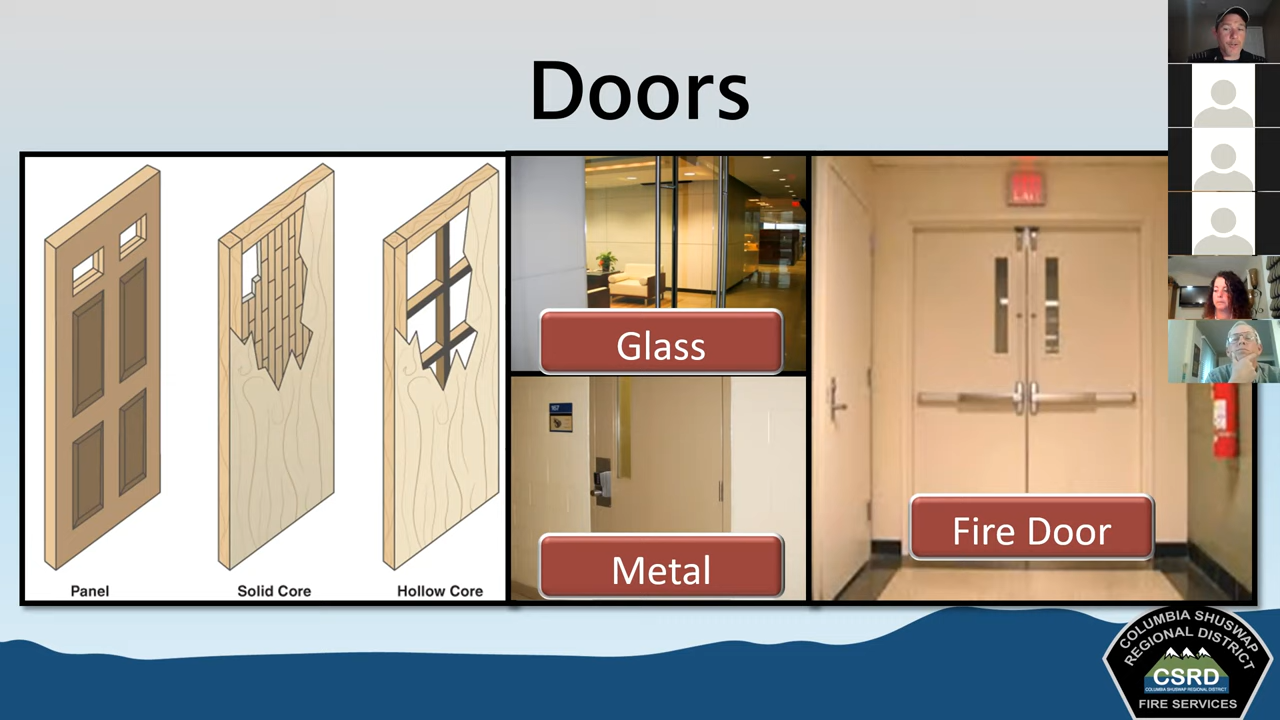 Doors
Panel
Solid Core
Hollow Core
Glass
167
Metal
EXIT
Fire Door
COLUMBIA SHUSWAP
REGIONAL DISTRICT
CSRD
COLUMBIA SHUSWAP REGIONAL DISTRICT
FIRE SERVICES